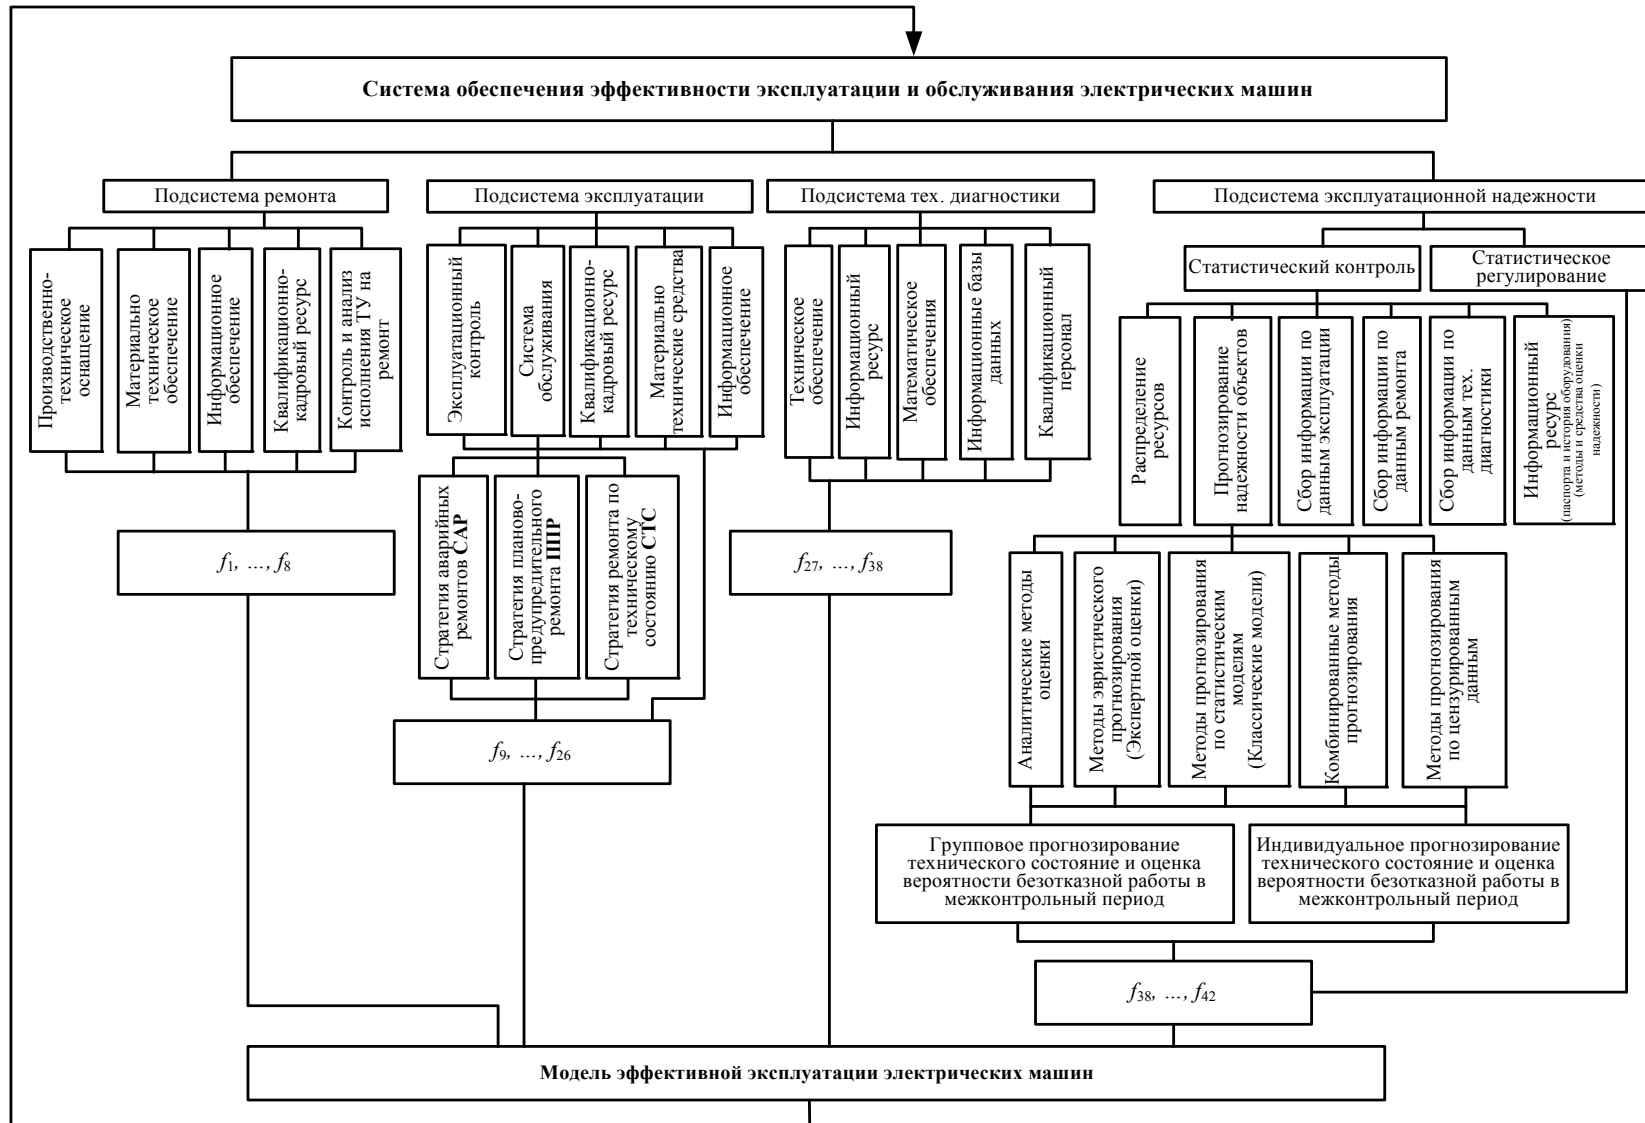 Система обеспечения эффективности эксплуатации и обслуживания электрических машин
Подсистема ремонта
Подсистема эксплуатации
Подсистема тех. диагностики
Подсистема эксплуатационной надежности
Производственно-
техническое
оснащение
Материально
техническое
обеспечение
Информационное
обеспечение
Квалификационно-
кадровый ресурс
Контроль и анализ
исполнения ТУ на
ремонт
Эксплуатационный
контроль
Система
обслуживания
Квалификационно-
кадровый ресурс
Материально
технические средства
Информационное
обеспечение
Техническое
обеспечение
Информационный
ресурс
Математическое
обеспечения
Информационные базы
данных
Квалификационный
персонал
Статистический контроль
Статистическое
регулирование
Распределение
ресурсов
Прогнозирование
надежности объектов
Сбор информации по
данным эксплуатации
Сбор информации по
данным ремонта
Сбор информации по
данным тех.
диагностики
Информационный
ресурс
(паспорта и история оборудования)
(методы и средства оценки
надежности)
Стратегия аварийных
ремонтов САР
Стратегия планово-
предупредительного
ремонта ППР
Стратегия ремонта по
техническому
состоянию СТС
f1, ..., f8
f27, ..., f38
f9, ..., f26
Аналитические методы
оценки
Методы эвристического
прогнозирования
(Экспертной оценки)
Методы прогнозирования
по статистическим
моделям
(Классические модели)
Комбинированные методы
прогнозирования
Методы прогнозирования
по цензурированным
данным
Групповое прогнозирование
технического состояние и оценка
вероятности безотказной работы в
межконтрольный период
Индивидуальное прогнозирование
технического состояние и оценка
вероятности безотказной работы в
межконтрольный период
f38, ..., f42
Модель эффективной эксплуатации электрических машин